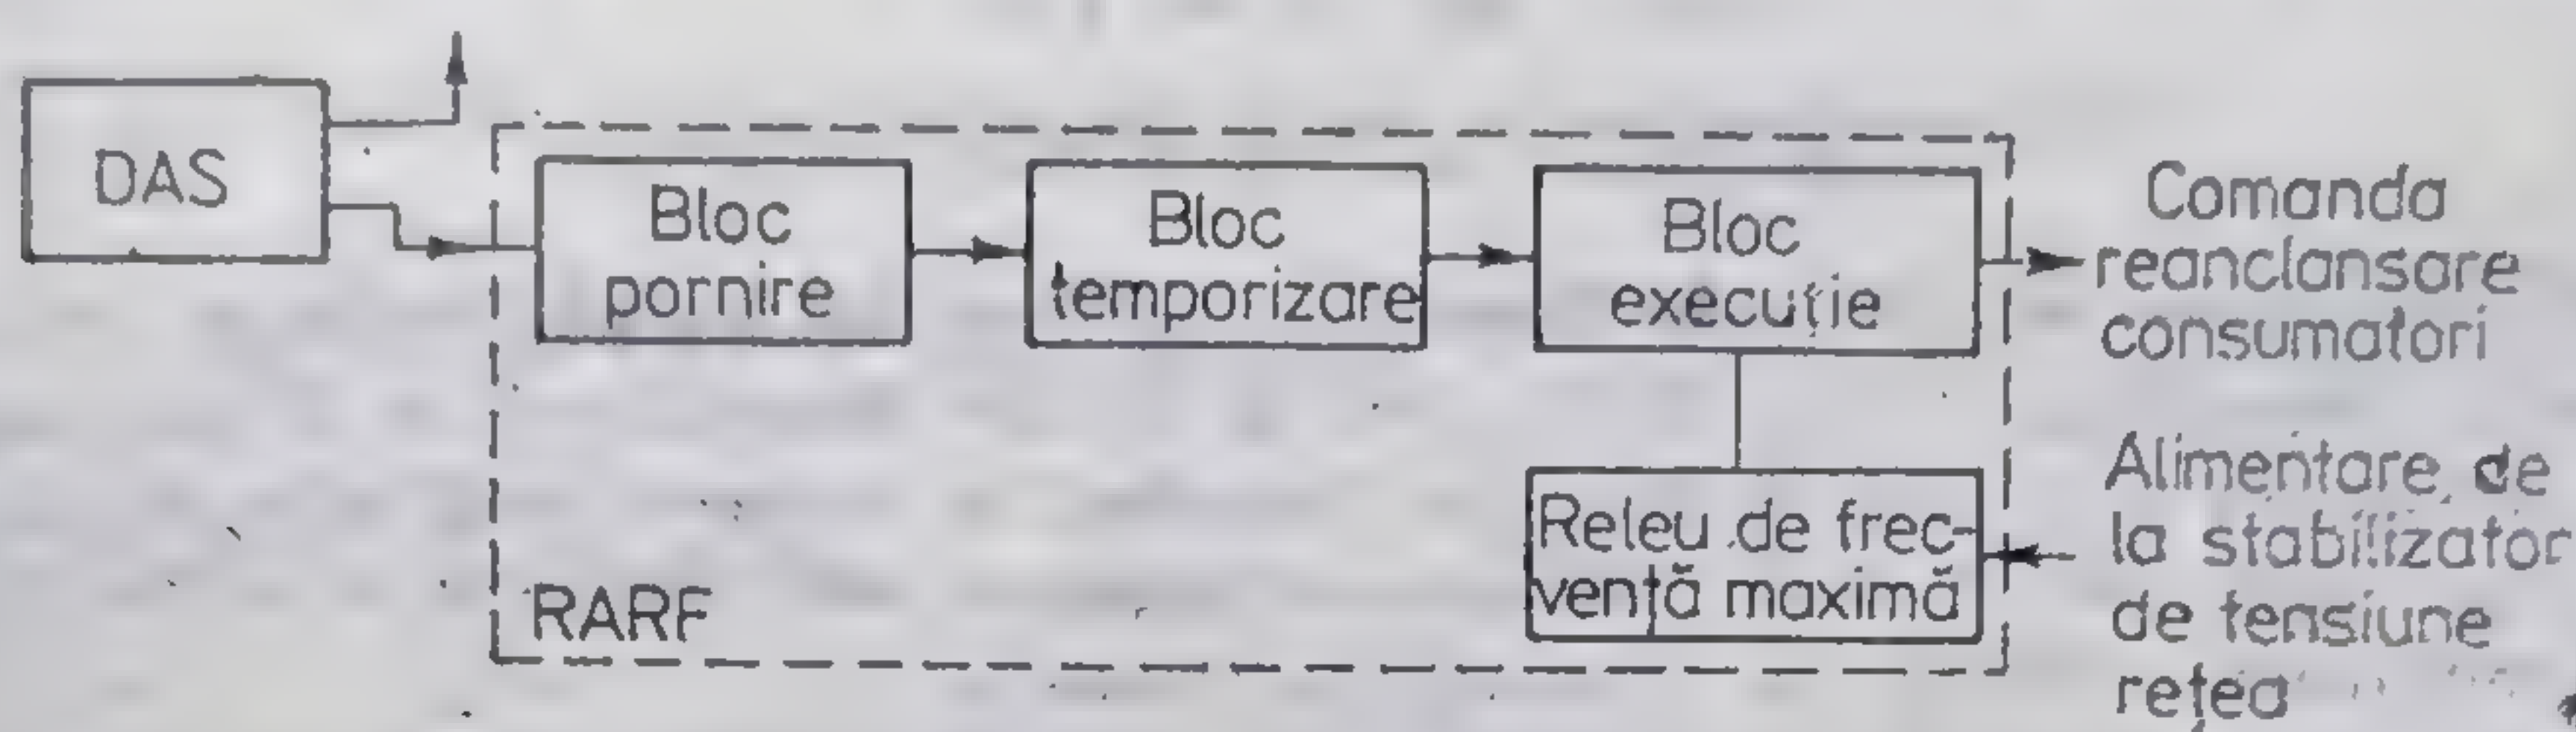 DAS
Bloc
pornire
Bloc
temporizare
Bloc
execuție
Comanda
reanclansare
consumatori
Releu de frec-
vență maximă
Alimentare de
la stabilizator
de tensiune
rețea
RARF